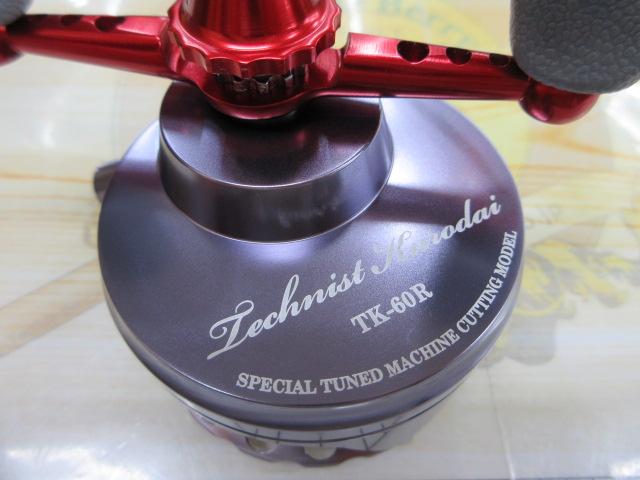 Technist Kurodai
TK-60R
SPECIAL TUNED MACHINE CUTTING MODEL